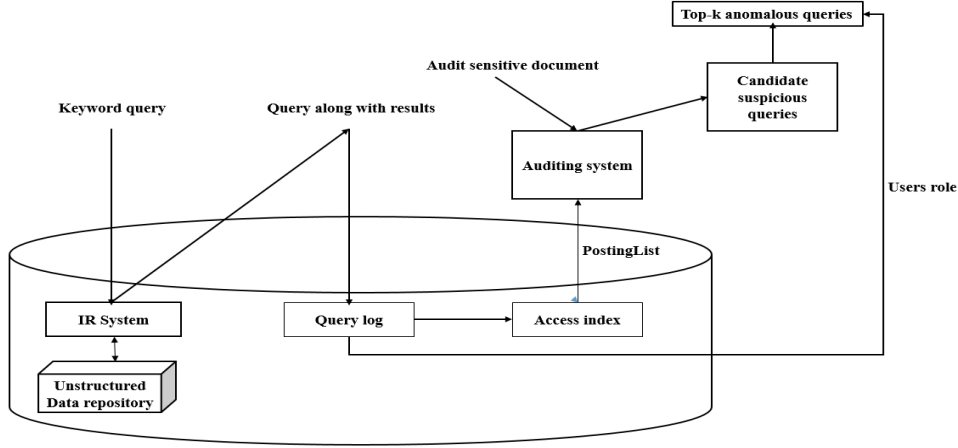 Top-k anomalous queries
Audit sensitive document
Candidate
suspicious
queries
Keyword query
Query along with results
Auditing system
Users role
PostingList
IR System
Query log
Access index
Unstructured
Data repository